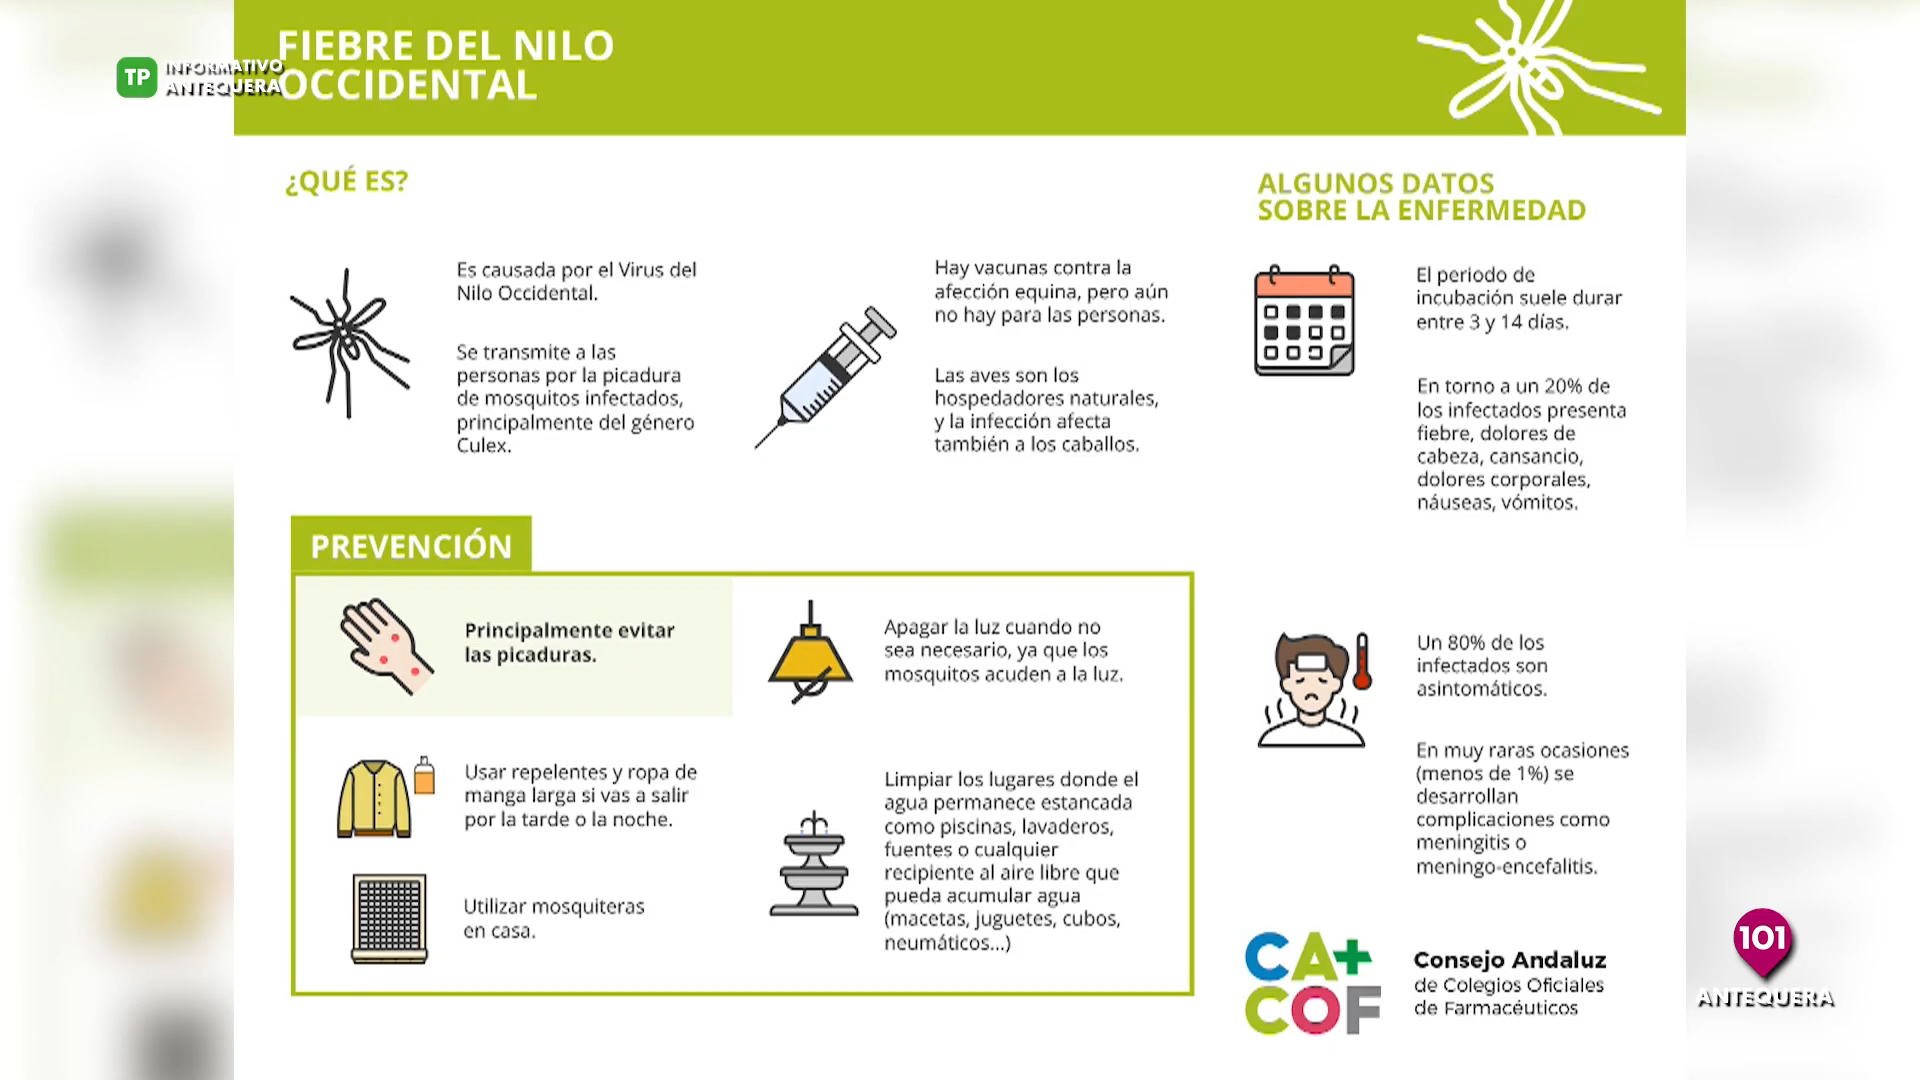 FIEBRE DEL NILO
OCCIDENTAL
TP
INFORMATIVO
ANTEQUERA
¿QUÉ ES?
Es causada por el Virus del
Nilo Occidental.
Se transmite a las
personas por la picadura
de mosquitos infectados,
principalmente del género
Culex.
Hay vacunas contra la
afección equina, pero aún
no hay para las personas.
Las aves son los
hospedadores naturales,
y la infección afecta
también a los caballos.
ALGUNOS DATOS
SOBRE LA ENFERMEDAD
El periodo de
incubación suele durar
entre 3 y 14 días.
En torno a un 20% de
los infectados presenta
fiebre, dolores de
cabeza, cansancio,
dolores corporales,
náuseas, vómitos.
Un 80% de los
infectados son
asintomáticos.
En muy raras ocasiones
(menos de 1%) se
desarrollan
complicaciones como
meningitis o
meningo-encefalitis.
PREVENCIÓN
Principalmente evitar
las picaduras.
Usar repelentes y ropa de
manga larga si vas a salir
por la tarde o la noche.
Utilizar mosquiteras
en casa.
Apagar la luz cuando no
sea necesario, ya que los
mosquitos acuden a la luz.
Limpiar los lugares donde el
agua permanece estancada
como piscinas, lavaderos,
fuentes o cualquier
recipiente al aire libre que
pueda acumular agua
(macetas, juguetes, cubos,
neumáticos...)
CA+
COF
Consejo Andaluz
de Colegios Oficiales
de Farmacéuticos
101
ANTEQUERA